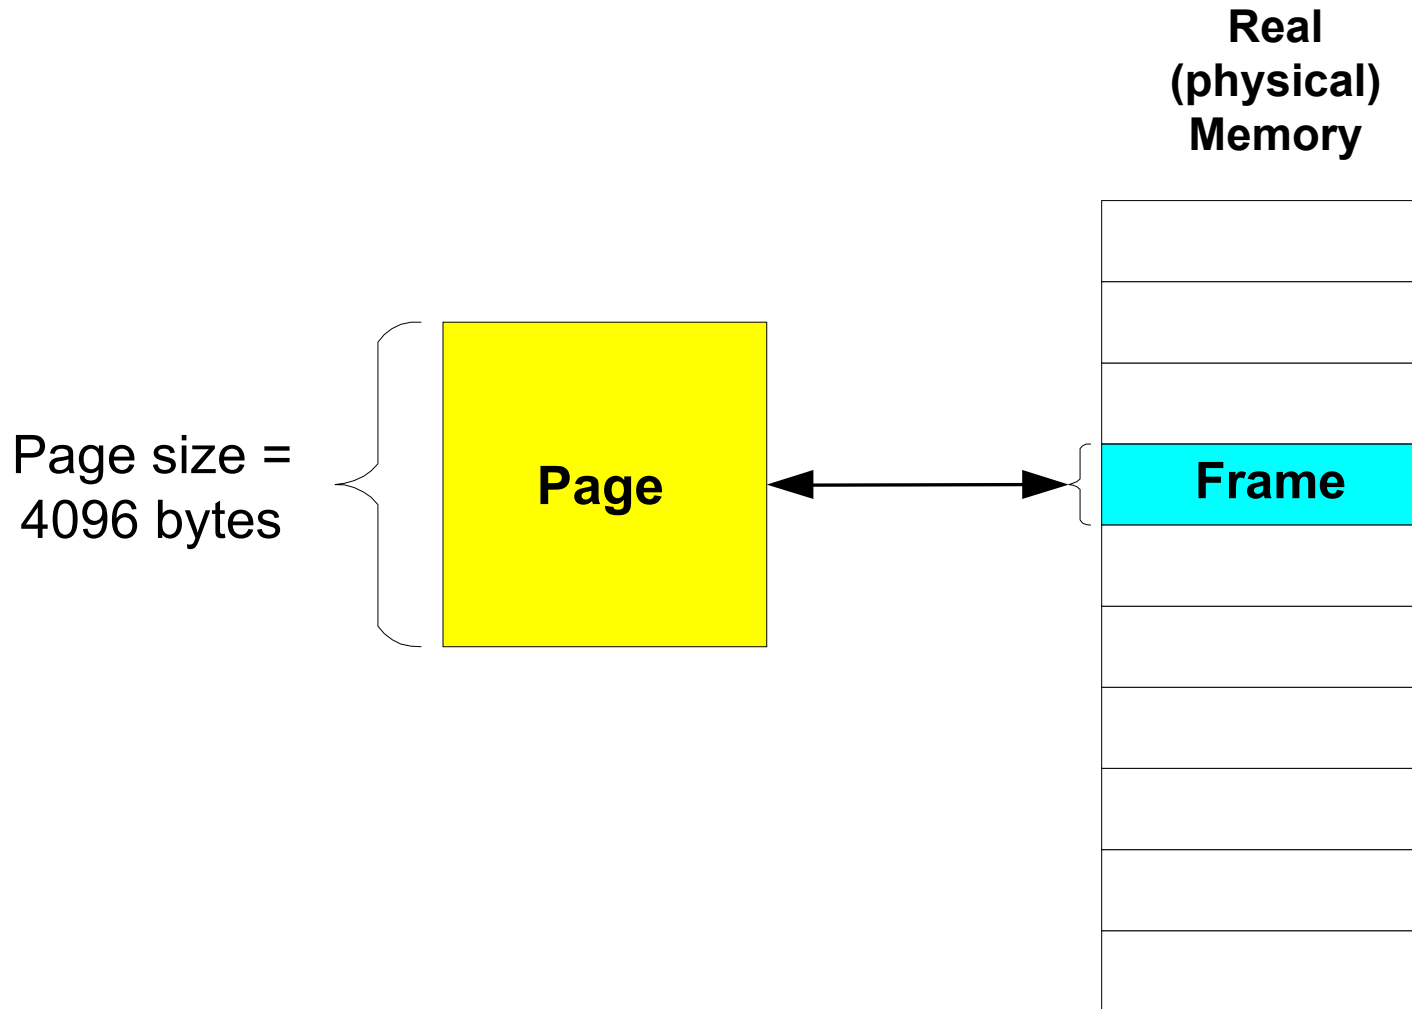 Real
(physical)
Memory
Page size =
4096 bytes
Page
Frame